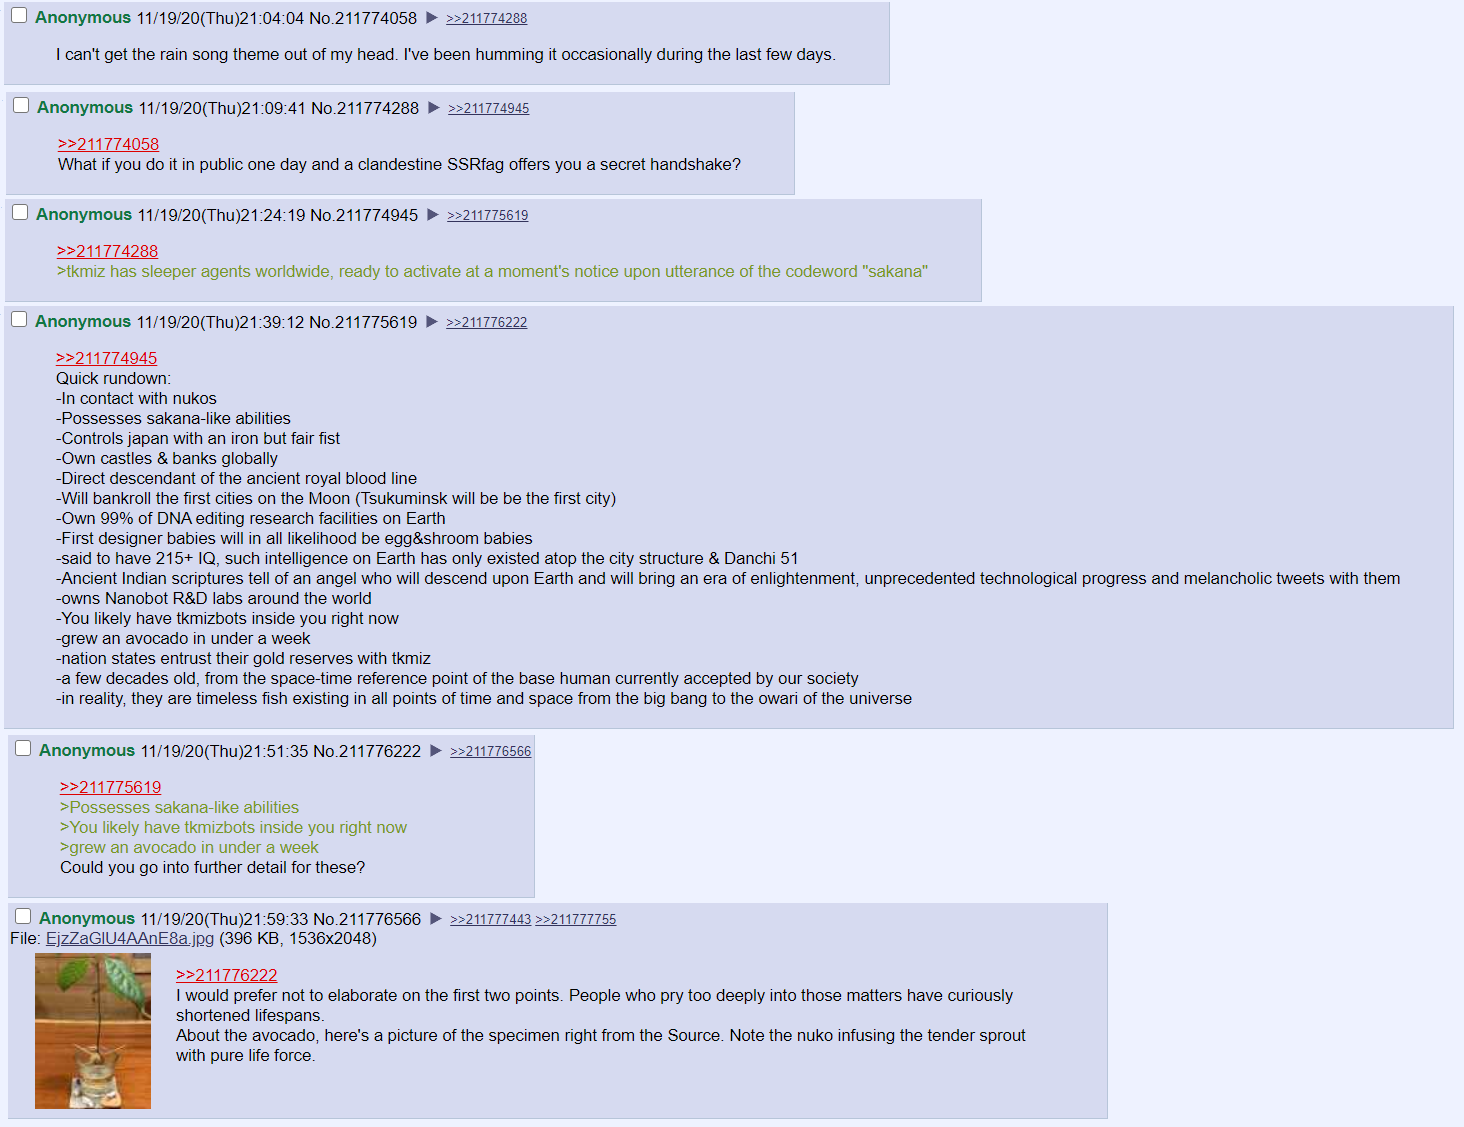 Anonymous 11/19/20(Thu)21:04:04 No.211774058 ▶ >>211774288
I can't get the rain song theme out of my head. I've been humming it occasionally during the last few days.
Anonymous 11/19/20(Thu)21:09:41 No.211774288 ▶ >>211774945
>>211774058
What if you do it in public one day and a clandestine SSRfag offers you a secret handshake?
Anonymous 11/19/20(Thu)21:24:19 No.211774945 ▶ >>211775619
>>211774288
>tkmiz has sleeper agents worldwide, ready to activate at a moment's notice upon utterance of the codeword "sakana"
Anonymous 11/19/20(Thu)21:39:12 No.211775619 ▶ >>211776222
>>211774945
Quick rundown:
-In contact with nukos
-Possesses sakana-like abilities
-Controls japan with an iron but fair fist
-Own castles & banks globally
-Direct descendant of the ancient royal blood line
-Will bankroll the first cities on the Moon (Tsukuminsk will be be the first city)
-Own 99% of DNA editing research facilities on Earth
-First designer babies will in all likelihood be egg&shroom babies
-said to have 215+ IQ, such intelligence on Earth has only existed atop the city structure & Danchi 51
-Ancient Indian scriptures tell of an angel who will descend upon Earth and will bring an era of enlightenment, unprecedented technological progress and melancholic tweets with them
-owns Nanobot R&D labs around the world
-You likely have tkmizbots inside you right now
-grew an avocado in under a week
-nation states entrust their gold reserves with tkmiz
-a few decades old, from the space-time reference point of the base human currently accepted by our society
-in reality, they are timeless fish existing in all points of time and space from the big bang to the owari of the universe
Anonymous 11/19/20(Thu)21:51:35 No.211776222 ▶ >>211776566
>>211775619
>Possesses sakana-like abilities
>You likely have tkmizbots inside you right now
>grew an avocado in under a week
Could you go into further detail for these?
Anonymous 11/19/20(Thu)21:59:33 No.211776566 ▶ >>211777443 >>211777755
File: EjzZaGlU4AAnE8a.jpg (396 KB, 1536x2048)
>>211776222
I would prefer not to elaborate on the first two points. People who pry too deeply into those matters have curiously
shortened lifespans.
About the avocado, here's a picture of the specimen right from the Source. Note the nuko infusing the tender sprout
with pure life force.